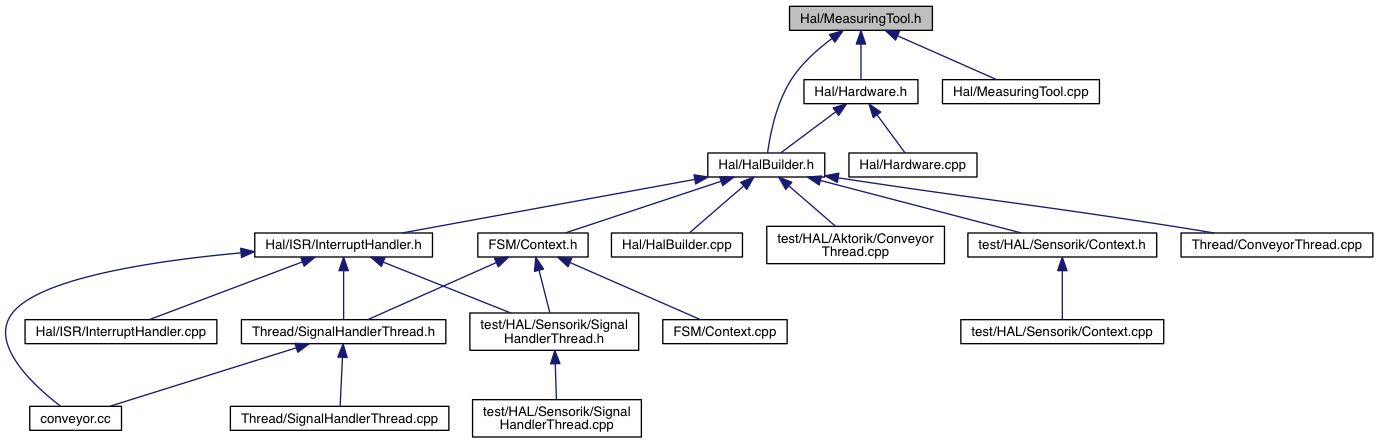 Hal/MeasuringTool.h
Hal/Hardware.h
Hal/MeasuringTool.cpp
Hal/HalBuilder.h
Hal/Hardware.cpp
Hal/ISR/InterruptHandler.h
FSM/Context.h
Hal/HalBuilder.cpp
test/HAL/Aktorik/Conveyor
Thread.cpp
test/HAL/Sensorik/Context.h
Thread/ConveyorThread.cpp
Hal/ISR/InterruptHandler.cpp
Thread/SignalHandlerThread.h
test/HAL/Sensorik/Signal
HandlerThread.h
FSM/Context.cpp
test/HAL/Sensorik/Context.cpp
conveyor.cc
Thread/SignalHandlerThread.cpp
test/HAL/Sensorik/Signal
HandlerThread.cpp